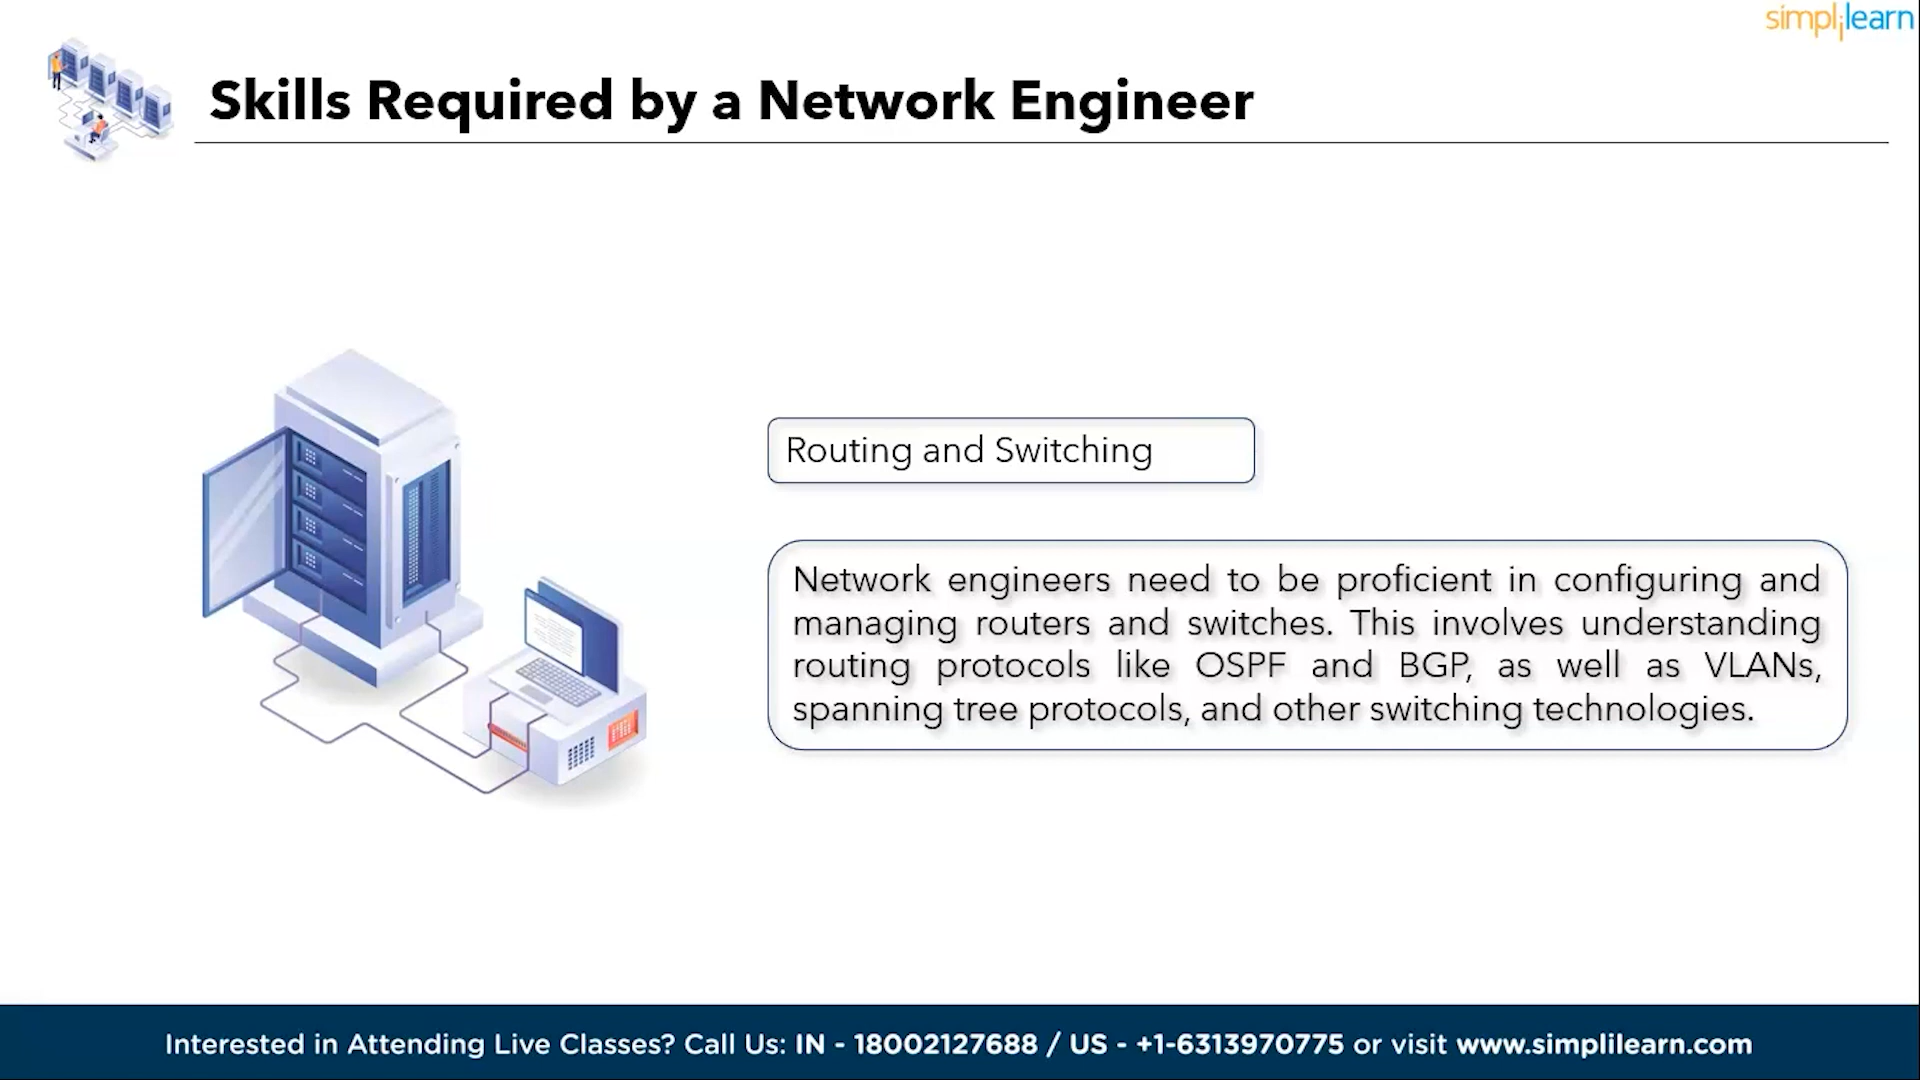 simplilearn
Skills Required by a Network Engineer
Routing and Switching
Network engineers need to be proficient in configuring and
managing routers and switches. This involves understanding
routing protocols like OSPF and BGP, as well as VLANs,
spanning tree protocols, and other switching technologies.
Interested in Attending Live Classes? Call Us: IN - 18002127688 / US - +1-6313970775 or visit www.simplilearn.com